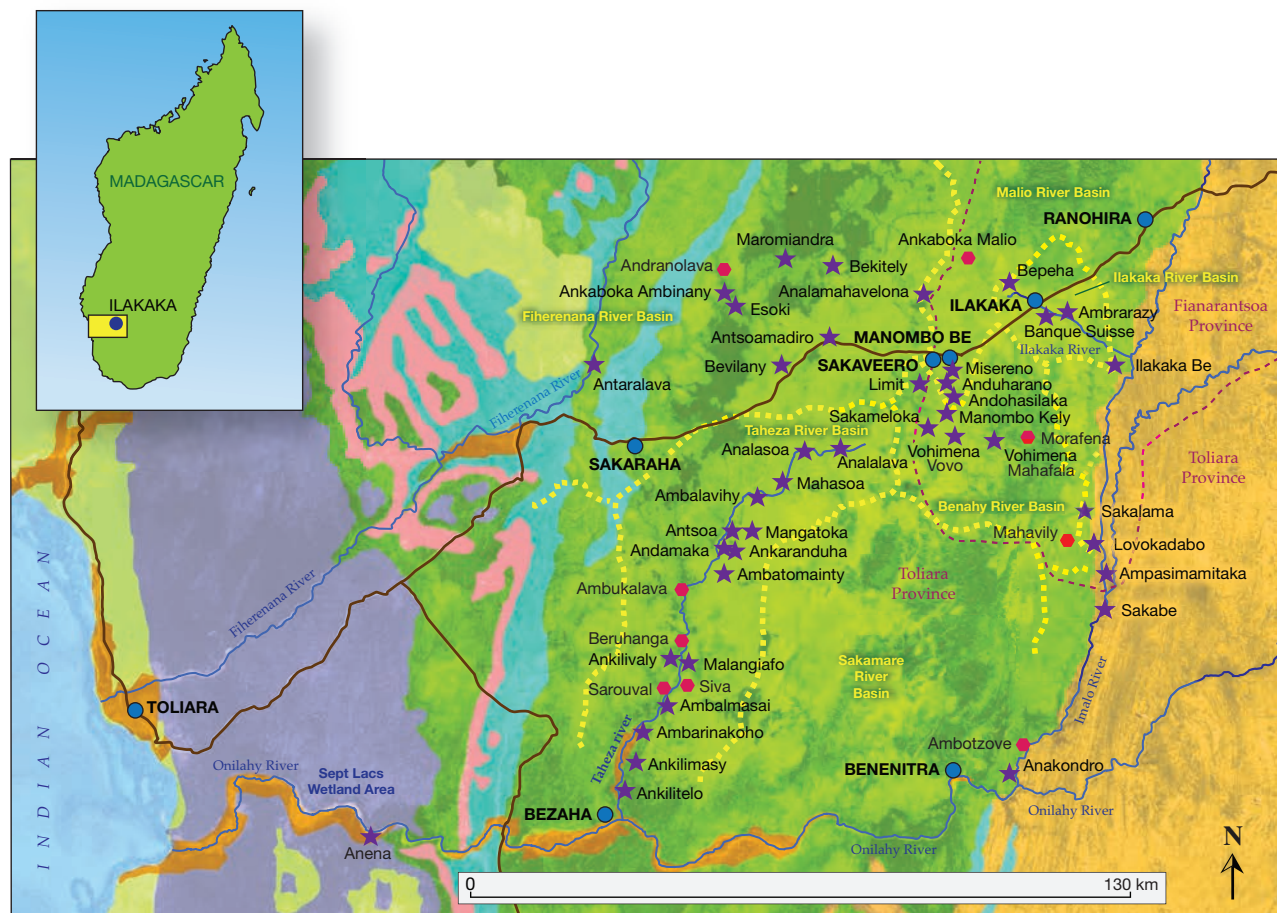 MADAGASCAR
ILAKAKA
Malio River Basin
RANOHIRA
Maromiandra
Ankaboka Malio
Andranolava
Bekitely
Bepeha
Ilakaka River Basin
Ankaboka Ambinany
Analamahavelona
ILAKAKA
Ambrarazy
Fianarantsoa
Province
Esoki
Fiherenana River Basin
Banque Suisse
Antsoamadiro
MANOMBO BE
Ilakaka River
Bevilany
SAKAVEERO
Misereno
Ilakaka Be
Antaralava
Limit
Anduharano
Andohasilaka
Fiherenana River
Sakameloka
Manombo Kely
Taheza River Basin
Morafena
SAKARAHA
Analasoa
Analalava
Vohimena
Vovo
Vohimena
Mahafala
Toliara
Province
Mahasoa
Ambalavihy
Benahy River Basin
Sakalama
Antsoa
Mangatoka
Mahavily
Lovokadabo
Andamaka
Ankaranduha
Ambatomainty
Toliara
Province
Ampasimamitaka
Ambukalava
Sakabe
Fiherenana River
INDIAN OCEAN
Beruhanga
Ankilivaly
Malangiafo
Sakamare
River
Basin
Sarouval
Siva
Imalo River
TOLIARA
Ambalmasai
Ambarinakoho
Ambotzove
Taheza river
Onilahy River
Sept Lacs
Wetland Area
Ankilimasy
BENENITRA
Anakondro
Ankilitelo
BEZAHA
Onilahy River
Anena
Onilahy River
N
0
130 km